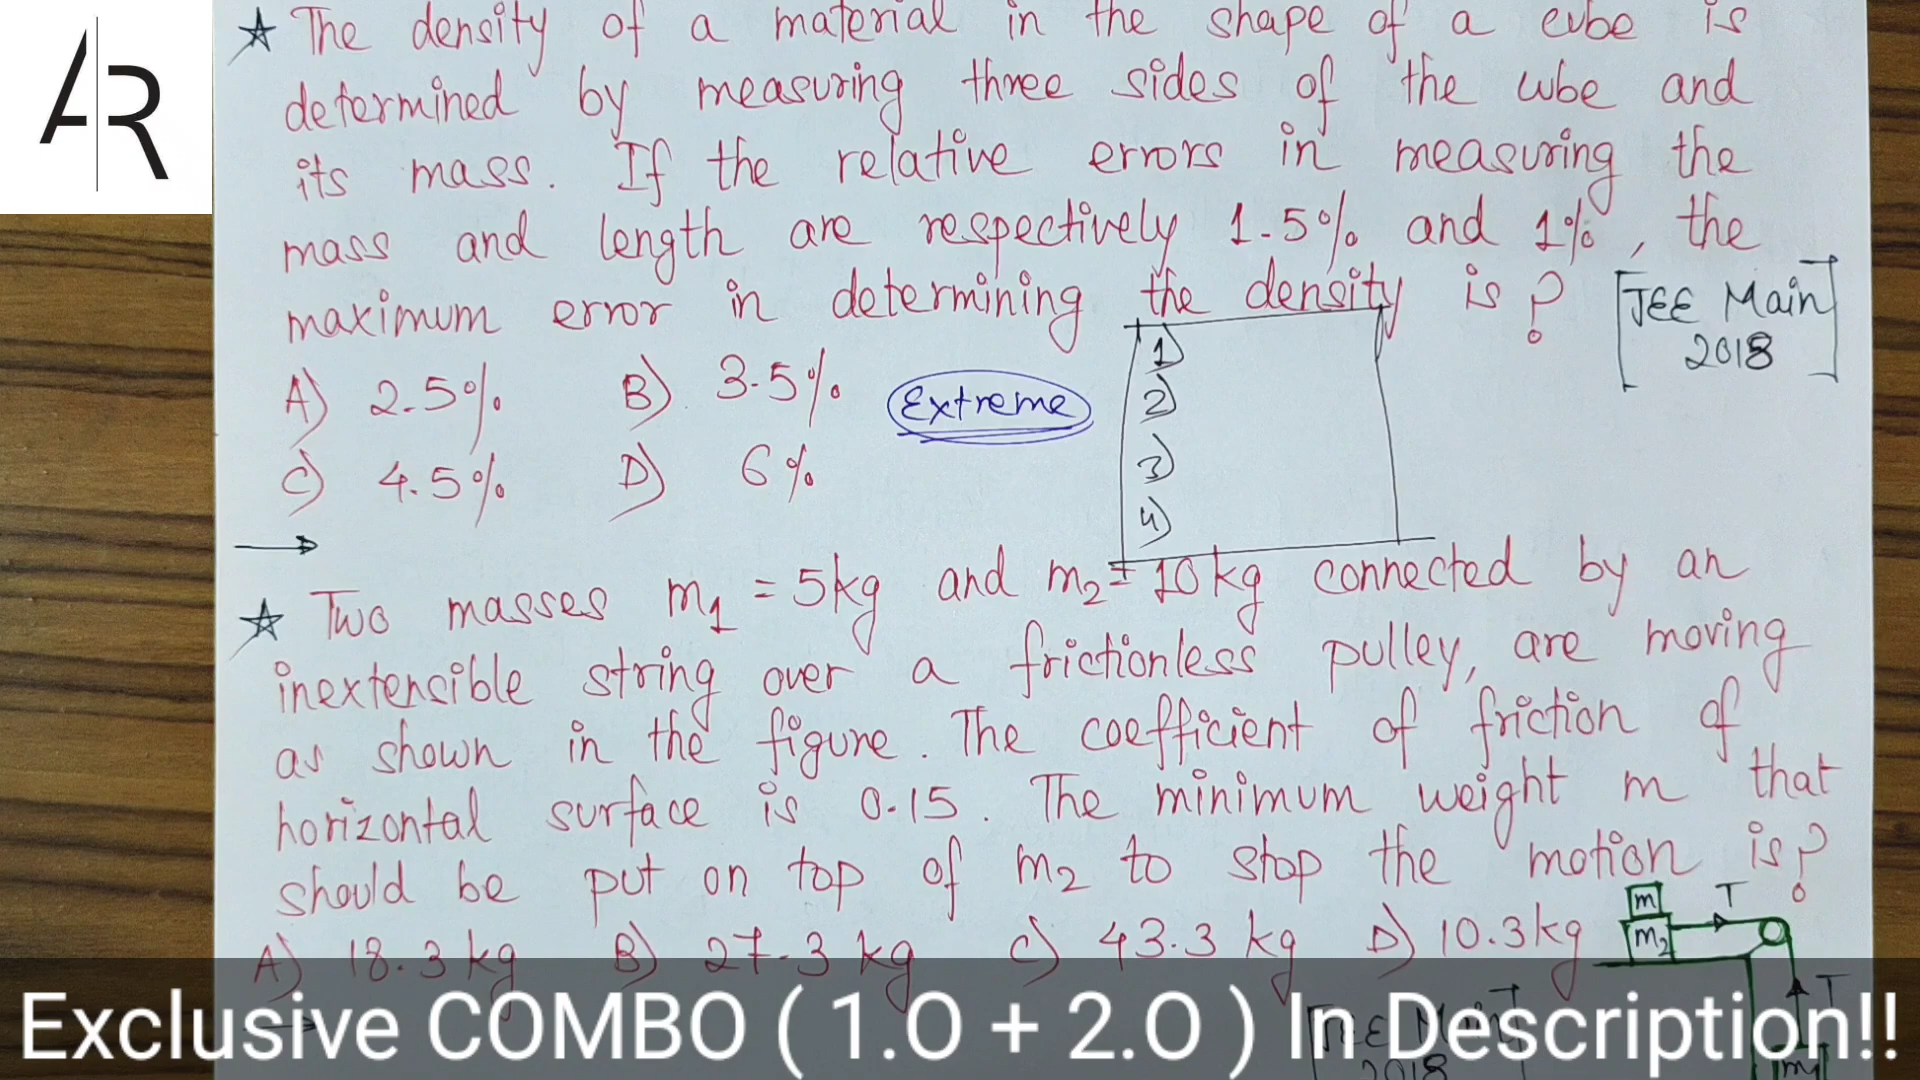 AR
The density of a material in the shape of a cube is
determined by measuring three sides of the cube and
its mass. If the relative errors in measuring the
mass and length are respectively 1.5% and 1%, the
maximum error in determining the density is?
[JEE Main
2018]
A) 2.5% B) 3.5%
Extreme
1)
2)
3)
4)
C) 4.5% D) 6%
Two masses m₁ = 5kg and m₂ = 10kg connected by an
inextensible string over a frictionless pulley, are moving
as shown in the figure. The coefficient of friction of
horizontal surface is 0.15. The minimum weight m that
should be put on top of m₂ to stop the motion is?
A) 18.3 kg B) 27.3 kg C) 43.3 kg D) 10.3kg
m
T
m₂
T
m₁
[JEE Main]
2018
Exclusive COMBO ( 1.O + 2.O ) In Description!!